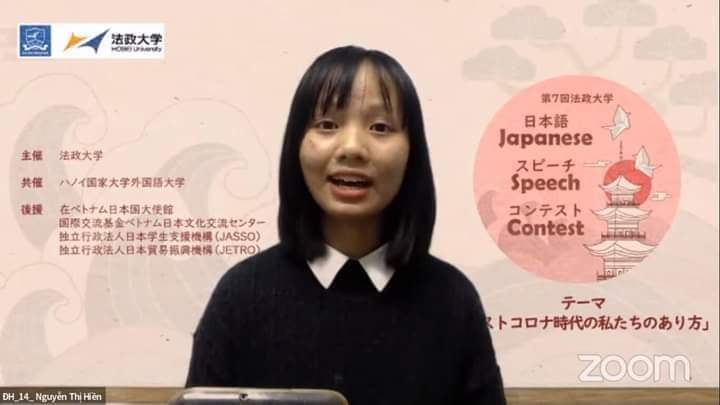 法政大学
HOSEI University
主催 法政大学
共催 ハノイ国家大学外国語大学
後援 在ベトナム日本国大使館
国際交流基金ベトナム日本文化交流センター
独立行政法人日本学生支援機構(JASSO)
独立行政法人日本貿易振興機構(JETRO)
第7回法政大学
日本語
Japanese
スピーチ
Speech
コンテスト
Contest
テーマ
ストコロナ時代の私たちのあり方」
zoom
ĐH_14_ Nguyễn Thị Hiền